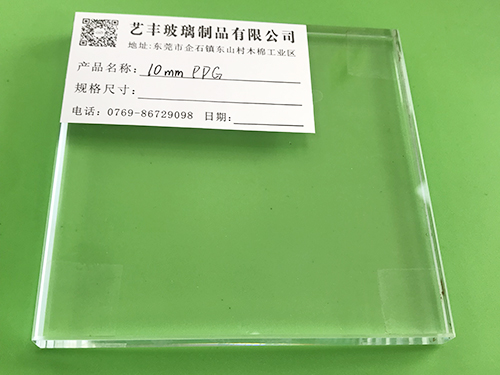 艺丰玻璃制品有限公司
地址:东莞市企石镇东山村木棉工业区
产品名称: 10mm PPG
规格尺寸:
电话: 0769-86729098 日期: